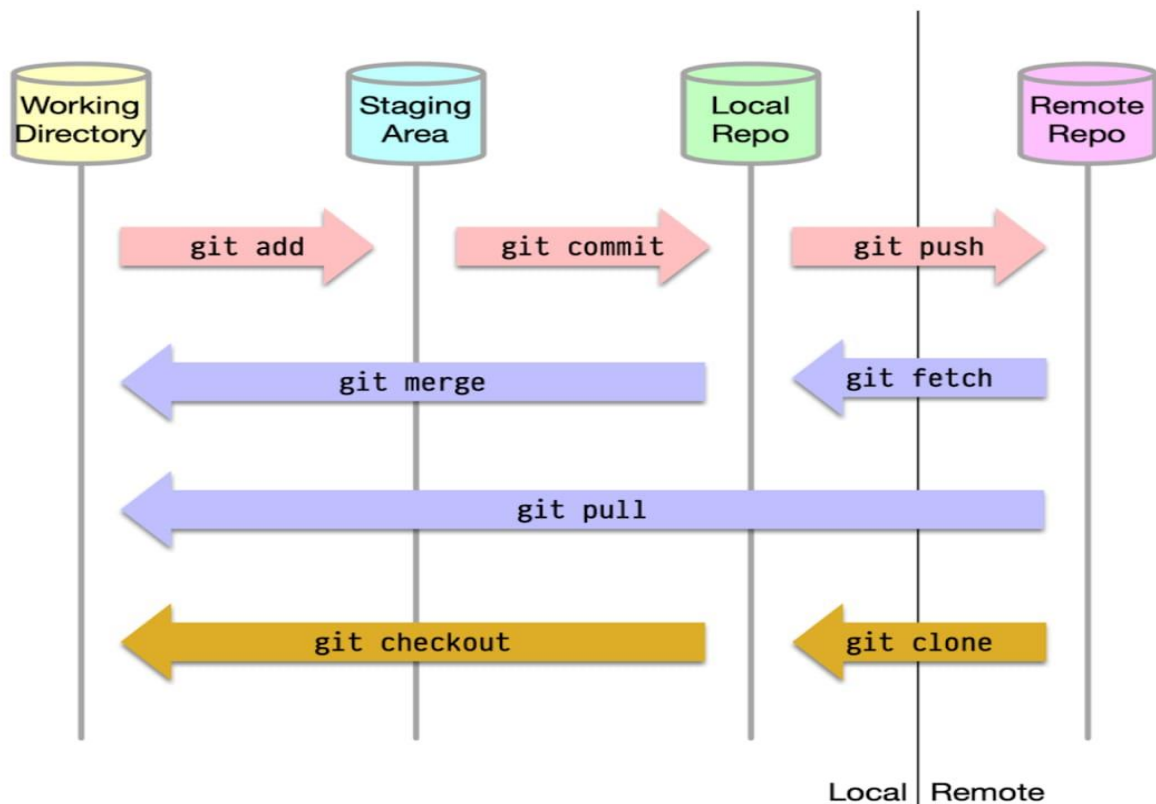 Working
Directory
Staging
Area
Local
Repo
Remote
Repo
git add
git commit
git push
git merge
git fetch
git pull
git checkout
git clone
Local
Remote